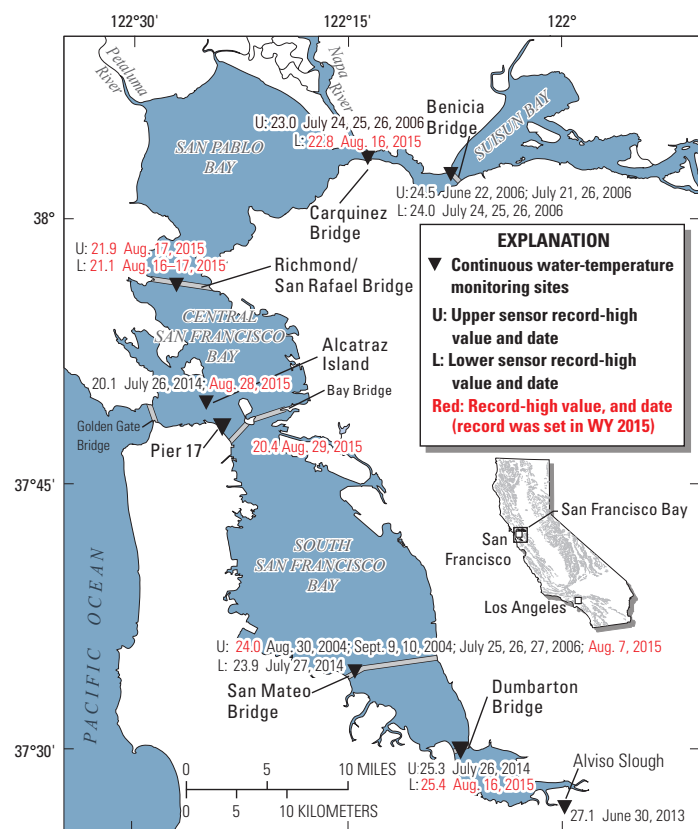 122°30′
122°15′
122°
Petaluma
River
Napa
River
Benicia
Bridge
SUISUN BAY
U: 23.0 July 24, 25, 26, 2006
L: 22.8 Aug. 16, 2015
SAN PABLO
BAY
U: 24.5 June 22, 2006; July 21, 26, 2006
L: 24.0 July 24, 25, 26, 2006
Carquinez
Bridge
38°
U: 21.9 Aug. 17, 2015
L: 21.1 Aug. 16–17, 2015
Richmond/
San Rafael Bridge
EXPLANATION
Continuous water-temperature
monitoring sites
U: Upper sensor record-high
value and date
L: Lower sensor record-high
value and date
Red: Record-high value, and date
(record was set in WY 2015)
CENTRAL
SAN FRANCISCO
BAY
Alcatraz
Island
20.1 July 26, 2014; Aug. 28, 2015
Bay Bridge
Golden Gate
Bridge
Pier 17
20.4 Aug. 29, 2015
37°45′
San Francisco Bay
San
Francisco
Los Angeles
SOUTH
SAN FRANCISCO
BAY
PACIFIC OCEAN
U: 24.0 Aug. 30, 2004; Sept. 9, 10, 2004; July 25, 26, 27, 2006; Aug. 7, 2015
L: 23.9 July 27, 2014
San Mateo
Bridge
Dumbarton
Bridge
37°30′
U:25.3 July 26, 2014
L: 25.4 Aug. 16, 2015
Alviso Slough
27.1 June 30, 2013
0 5 10 MILES
0 5 10 KILOMETERS